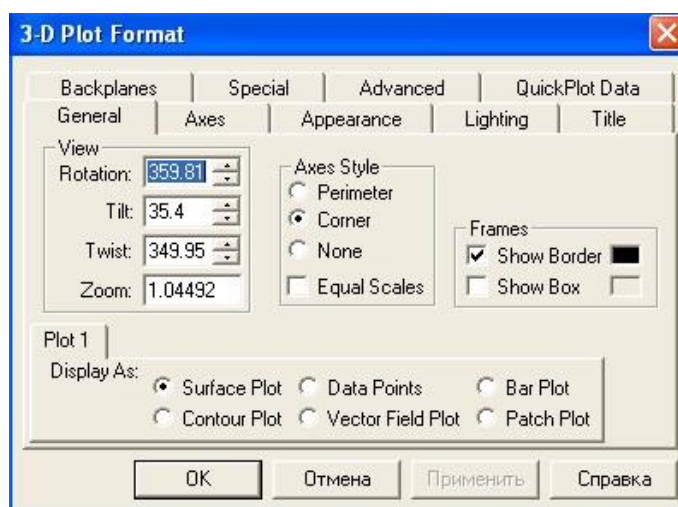 3-D Plot Format
Backplanes Special Advanced QuickPlot Data
General Axes Appearance Lighting Title
View
Rotation: 359.81
Tilt: 35.4
Twist: 349.95
Zoom: 1.04492
Axes Style
Perimeter
Corner
None
Equal Scales
Frames
Show Border
Show Box
Plot 1
Display As:
Surface Plot Data Points Bar Plot
Contour Plot Vector Field Plot Patch Plot
OK Отмена Применить Справка